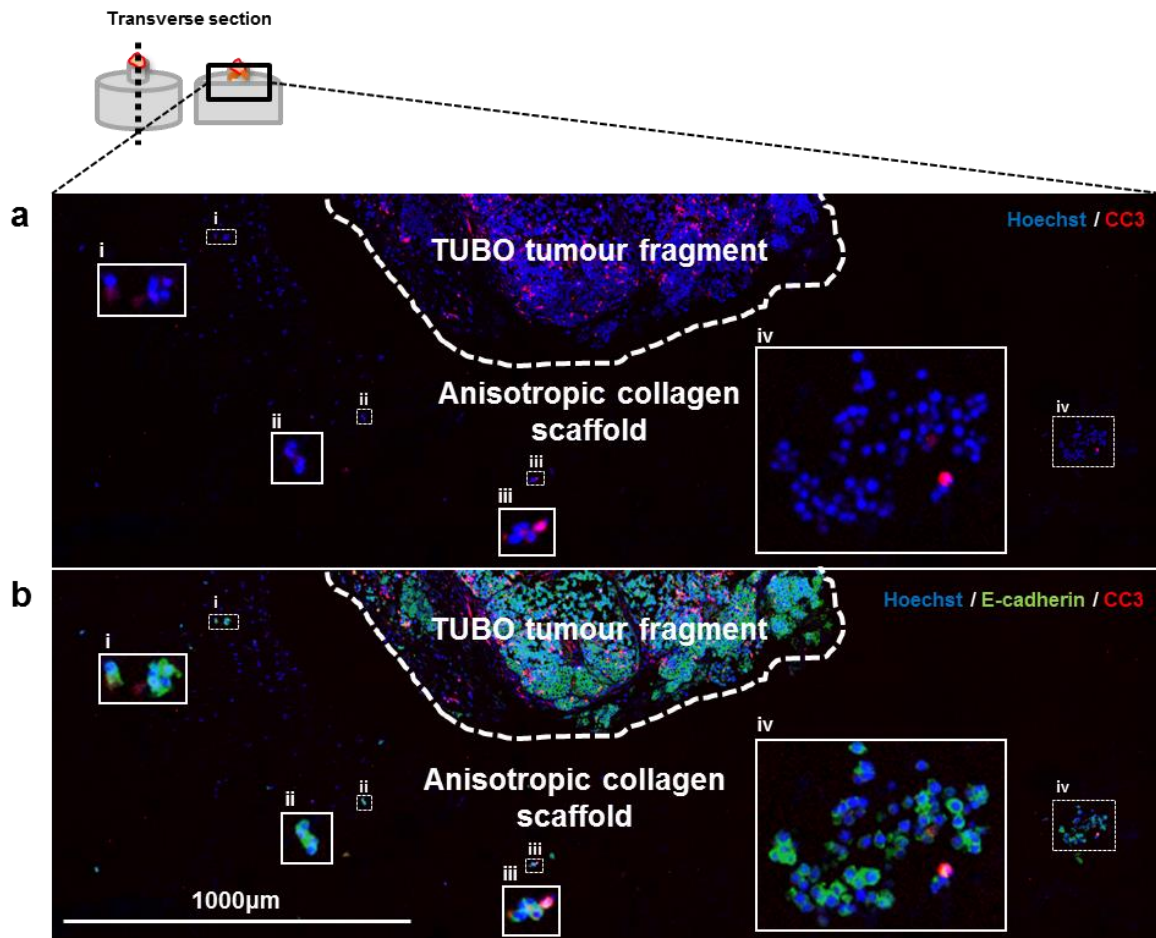 Transverse section
a
Hoechst / CC3
i
i
TUBO tumour fragment
iv
Anisotropic collagen
scaffold
ii
ii
iv
iii
iii
b
Hoechst / E-cadherin / CC3
i
i
TUBO tumour fragment
iv
Anisotropic collagen
scaffold
ii
ii
iv
iii
iii
1000µm